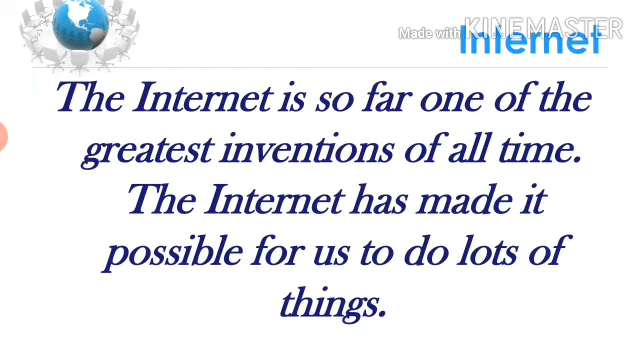 Made with KINEMASTER
Internet
The Internet is so far one of the
greatest inventions of all time.
The Internet has made it
possible for us to do lots of
things.